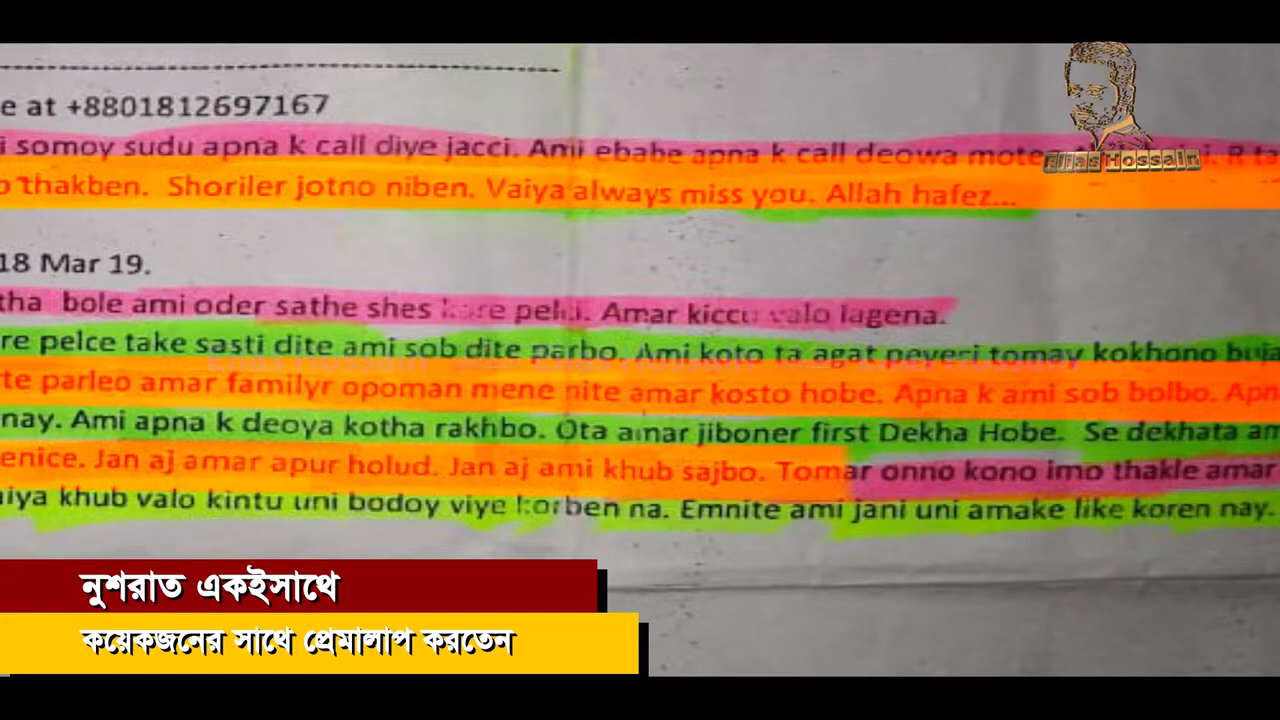 e at +8801812697167
i somoy sudu apna k call diye jacci. Ami ebabe apna k call deowa mote i. R ta
o thakben. Shoriler jotno niben. Vaiya always miss you. Allah hafez...
Elias Hossain
18 Mar 19.
tha bole ami oder sathe shes kore pelci. Amar kiccu valo lagena.
re pelce take sasti dite ami sob dite parbo. Ami koto ta agat peyeci tomay kokhono buja
rte parleo amar familyr opoman mene nite amar kosto hobe. Apna k ami sob bolbo. Apn
nay. Ami apna k deoya kotha rakhbo. Ota amar jiboner first Dekha Hobe. Se dekhata am
enice. Jan aj amar apur holud. Jan aj ami khub sajbo. Tomar onno kono imo thakle amar
aiya khub valo kintu uni bodoy viye korben na. Emnite ami jani uni amake like koren nay.
নুশরাত একইসাথে
কয়েকজনের সাথে প্রেমালাপ করতেন